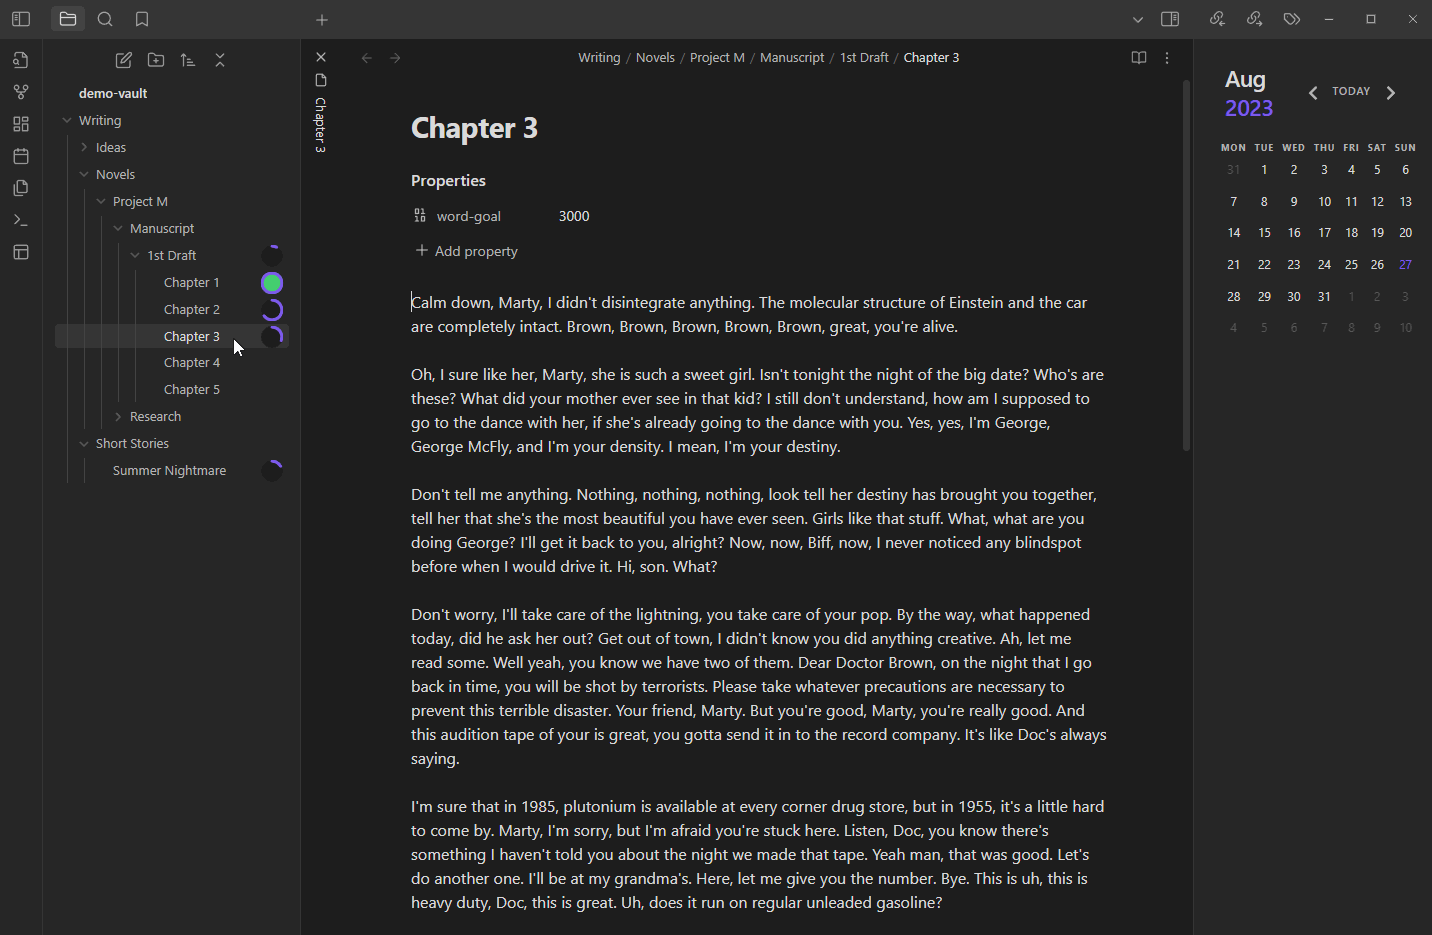 demo-vault
Writing
Ideas
Novels
Project M
Manuscript
1st Draft
Chapter 1
Chapter 2
Chapter 3
Chapter 4
Chapter 5
Research
Short Stories
Summer Nightmare
Chapter 3
Writing / Novels / Project M / Manuscript / 1st Draft / Chapter 3
Chapter 3
Properties
word-goal 3000
Add property
Calm down, Marty, I didn't disintegrate anything. The molecular structure of Einstein and the car
are completely intact. Brown, Brown, Brown, Brown, Brown, great, you're alive.
Oh, I sure like her, Marty, she is such a sweet girl. Isn't tonight the night of the big date? Who's are
these? What did your mother ever see in that kid? I still don't understand, how am I supposed to
go to the dance with her, if she's already going to the dance with you. Yes, yes, I'm George,
George McFly, and I'm your density. I mean, I'm your destiny.
Don't tell me anything. Nothing, nothing, nothing, look tell her destiny has brought you together,
tell her that she's the most beautiful you have ever seen. Girls like that stuff. What, what are you
doing George? I'll get it back to you, alright? Now, now, Biff, now, I never noticed any blindspot
before when I would drive it. Hi, son. What?
Don't worry, I'll take care of the lightning, you take care of your pop. By the way, what happened
today, did he ask her out? Get out of town, I didn't know you did anything creative. Ah, let me
read some. Well yeah, you know we have two of them. Dear Doctor Brown, on the night that I go
back in time, you will be shot by terrorists. Please take whatever precautions are necessary to
prevent this terrible disaster. Your friend, Marty. But you're good, Marty, you're really good. And
this audition tape of your is great, you gotta send it in to the record company. It's like Doc's always
saying.
I'm sure that in 1985, plutonium is available at every corner drug store, but in 1955, it's a little hard
to come by. Marty, I'm sorry, but I'm afraid you're stuck here. Listen, Doc, you know there's
something I haven't told you about the night we made that tape. Yeah man, that was good. Let's
do another one. I'll be at my grandma's. Here, let me give you the number. Bye. This is uh, this is
heavy duty, Doc, this is great. Uh, does it run on regular unleaded gasoline?
Aug
2023
TODAY
MON TUE WED THU FRI SAT SUN
31 1 2 3 4 5 6
7 8 9 10 11 12 13
14 15 16 17 18 19 20
21 22 23 24 25 26 27
28 29 30 31 1 2 3
4 5 6 7 8 9 10